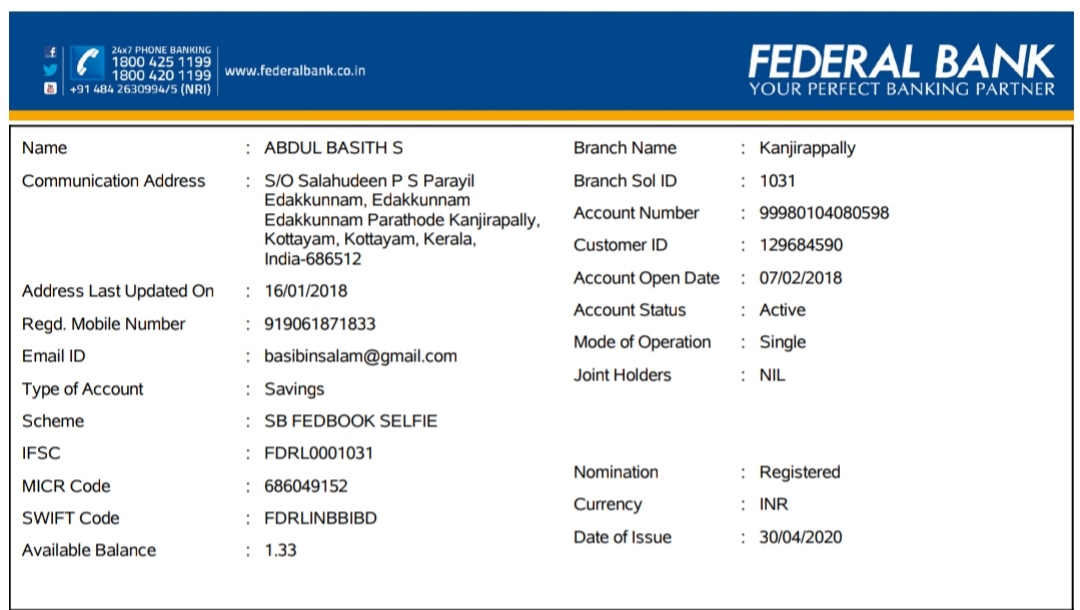 24x7 PHONE BANKING
1800 425 1199
1800 420 1199
+91 484 2630994/5 (NRI)
www.federalbank.co.in
FEDERAL BANK
YOUR PERFECT BANKING PARTNER
Name : ABDUL BASITH S
Communication Address : S/O Salahudeen P S Parayil
Edakkunnam, Edakkunnam
Edakkunnam Parathode Kanjirapally,
Kottayam, Kottayam, Kerala,
India-686512
Address Last Updated On : 16/01/2018
Regd. Mobile Number : 919061871833
Email ID : basibinsalam@gmail.com
Type of Account : Savings
Scheme : SB FEDBOOK SELFIE
IFSC : FDRL0001031
MICR Code : 686049152
SWIFT Code : FDRLINBBIBD
Available Balance : 1.33
Branch Name : Kanjirappally
Branch Sol ID : 1031
Account Number : 99980104080598
Customer ID : 129684590
Account Open Date : 07/02/2018
Account Status : Active
Mode of Operation : Single
Joint Holders : NIL
Nomination : Registered
Currency : INR
Date of Issue : 30/04/2020